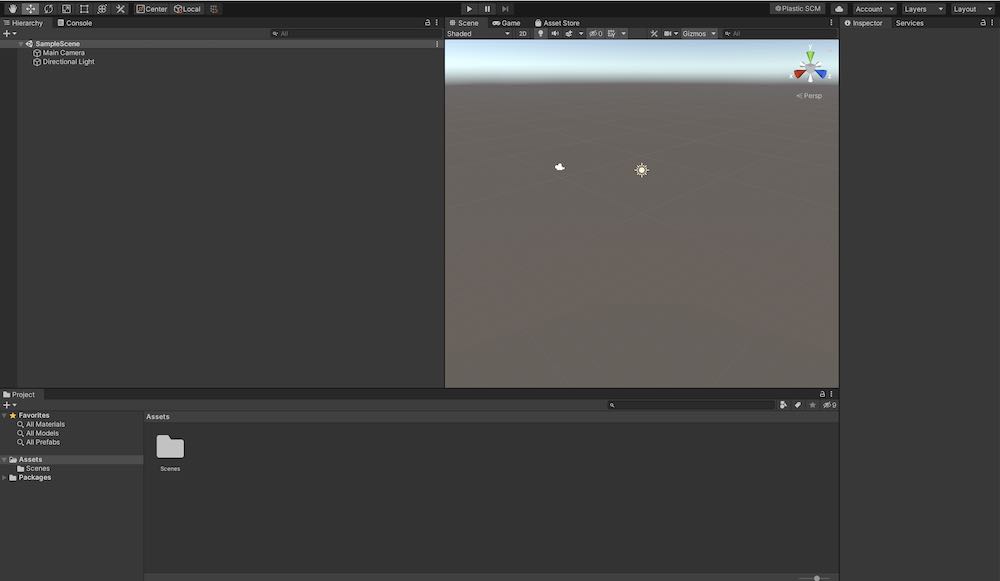 Center Local Plastic SCM Account Layers Layout
Hierarchy Console
Scene Game Asset Store
Inspector Services
All
Shaded 2D 0 Gizmos All
SampleScene
Main Camera
Directional Light
y
Persp
Project
9
Favorites
All Materials
All Models
All Prefabs
Assets
Scenes
Packages
Assets
Scenes